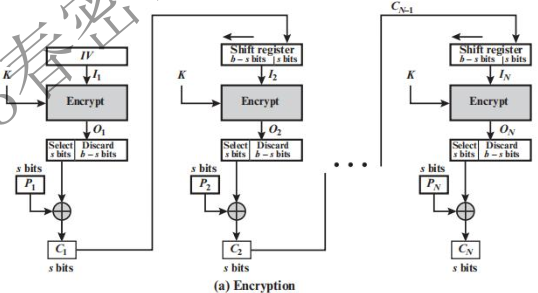 C_{N-1}
IV
Shift register
b – s bits | s bits
Shift register
b – s bits | s bits
K
I_1
K
I_2
K
I_N
Encrypt
Encrypt
Encrypt
O_1
O_2
O_N
Select s bits
Discard b – s bits
Select s bits
Discard b – s bits
Select s bits
Discard b – s bits
s bits
s bits
s bits
P_1
P_2
• • •
P_N
C_1
C_2
C_N
s bits
s bits
s bits
(a) Encryption
春密